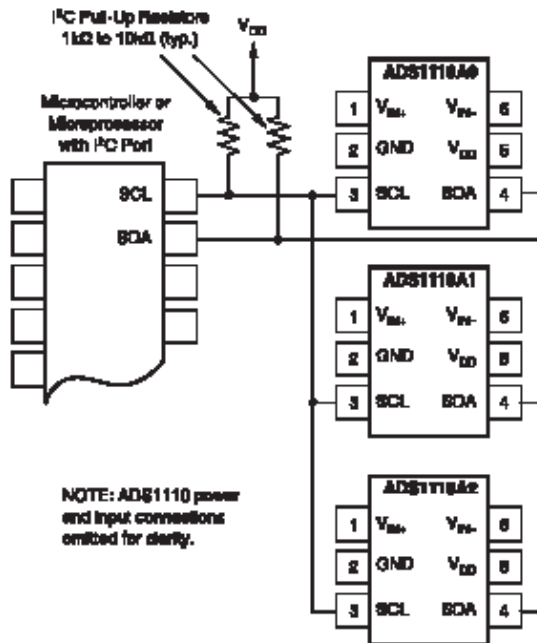 I²C Pull-Up Resistors
1kΩ to 10kΩ (typ.)
V_DD
Microcontroller or
Microprocessor
with I²C Port
SCL
SDA
ADS1110A0
1 V_IN+ V_IN- 6
2 GND V_DD 5
3 SCL SDA 4
ADS1110A1
1 V_IN+ V_IN- 6
2 GND V_DD 5
3 SCL SDA 4
NOTE: ADS1110 power
and input connections
omitted for clarity.
ADS1110A2
1 V_IN+ V_IN- 6
2 GND V_DD 5
3 SCL SDA 4